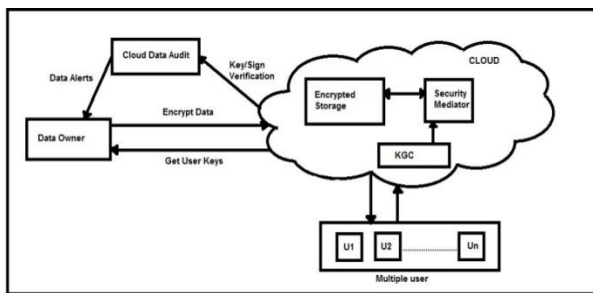 Cloud Data Audit
CLOUD
Key/Sign
Verification
Data Alerts
Encrypted
Storage
Security
Mediator
Encrypt Data
Data Owner
KGC
Get User Keys
U1
U2
Un
Multiple user